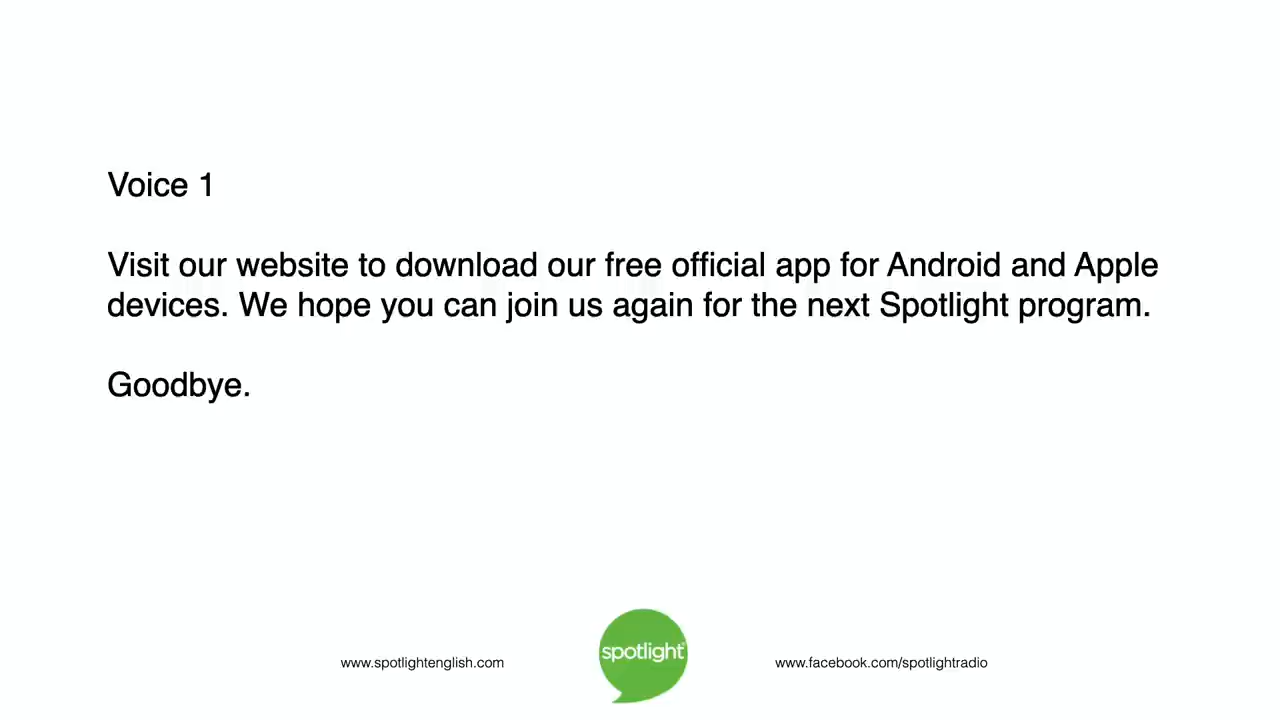 Voice 1
Visit our website to download our free official app for Android and Apple
devices. We hope you can join us again for the next Spotlight program.
Goodbye.
www.spotlightenglish.com
spotlight
www.facebook.com/spotlightradio